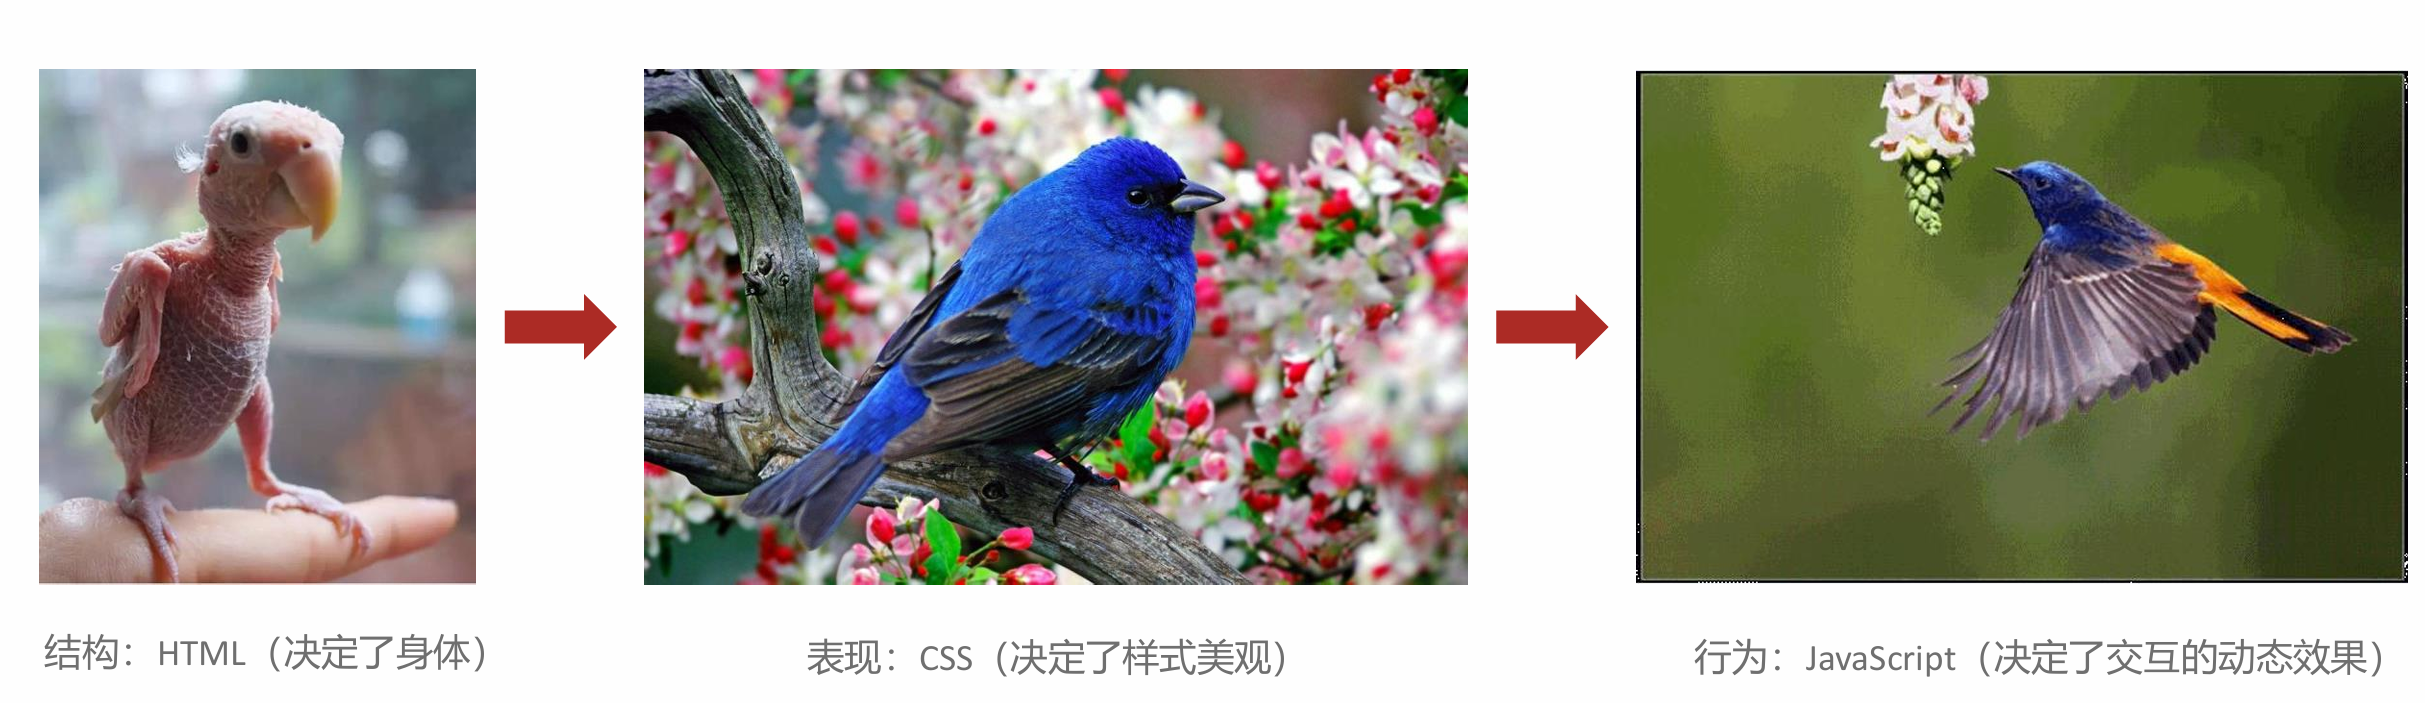 结构：HTML（决定了身体）
表现：CSS（决定了样式美观）
行为：JavaScript（决定了交互的动态效果）